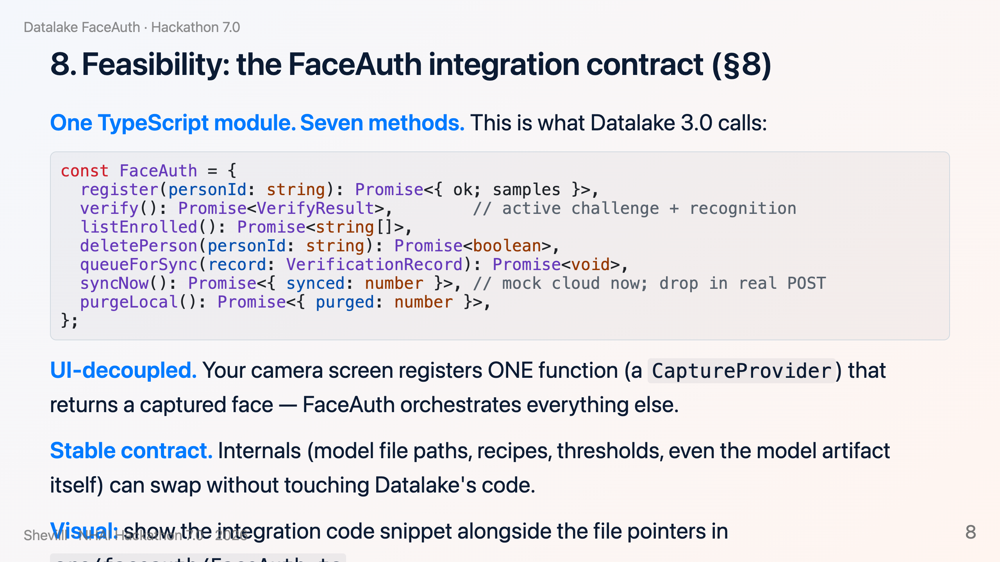 Datalake FaceAuth · Hackathon 7.0
8. Feasibility: the FaceAuth integration contract (§8)
One TypeScript module. Seven methods. This is what Datalake 3.0 calls:
const FaceAuth = {
  register(personId: string): Promise<{ ok; samples }>,
  verify(): Promise<VerifyResult>,        // active challenge + recognition
  listEnrolled(): Promise<string[]>,
  deletePerson(personId: string): Promise<boolean>,
  queueForSync(record: VerificationRecord): Promise<void>,
  syncNow(): Promise<{ synced: number }>, // mock cloud now; drop in real POST
  purgeLocal(): Promise<{ purged: number }>,
};
UI-decoupled. Your camera screen registers ONE function (a CaptureProvider) that
returns a captured face — FaceAuth orchestrates everything else.
Stable contract. Internals (model file paths, recipes, thresholds, even the model artifact
itself) can swap without touching Datalake's code.
Visual: show the integration code snippet alongside the file pointers in
NHAI Hackathon 7.0 · 2026
8